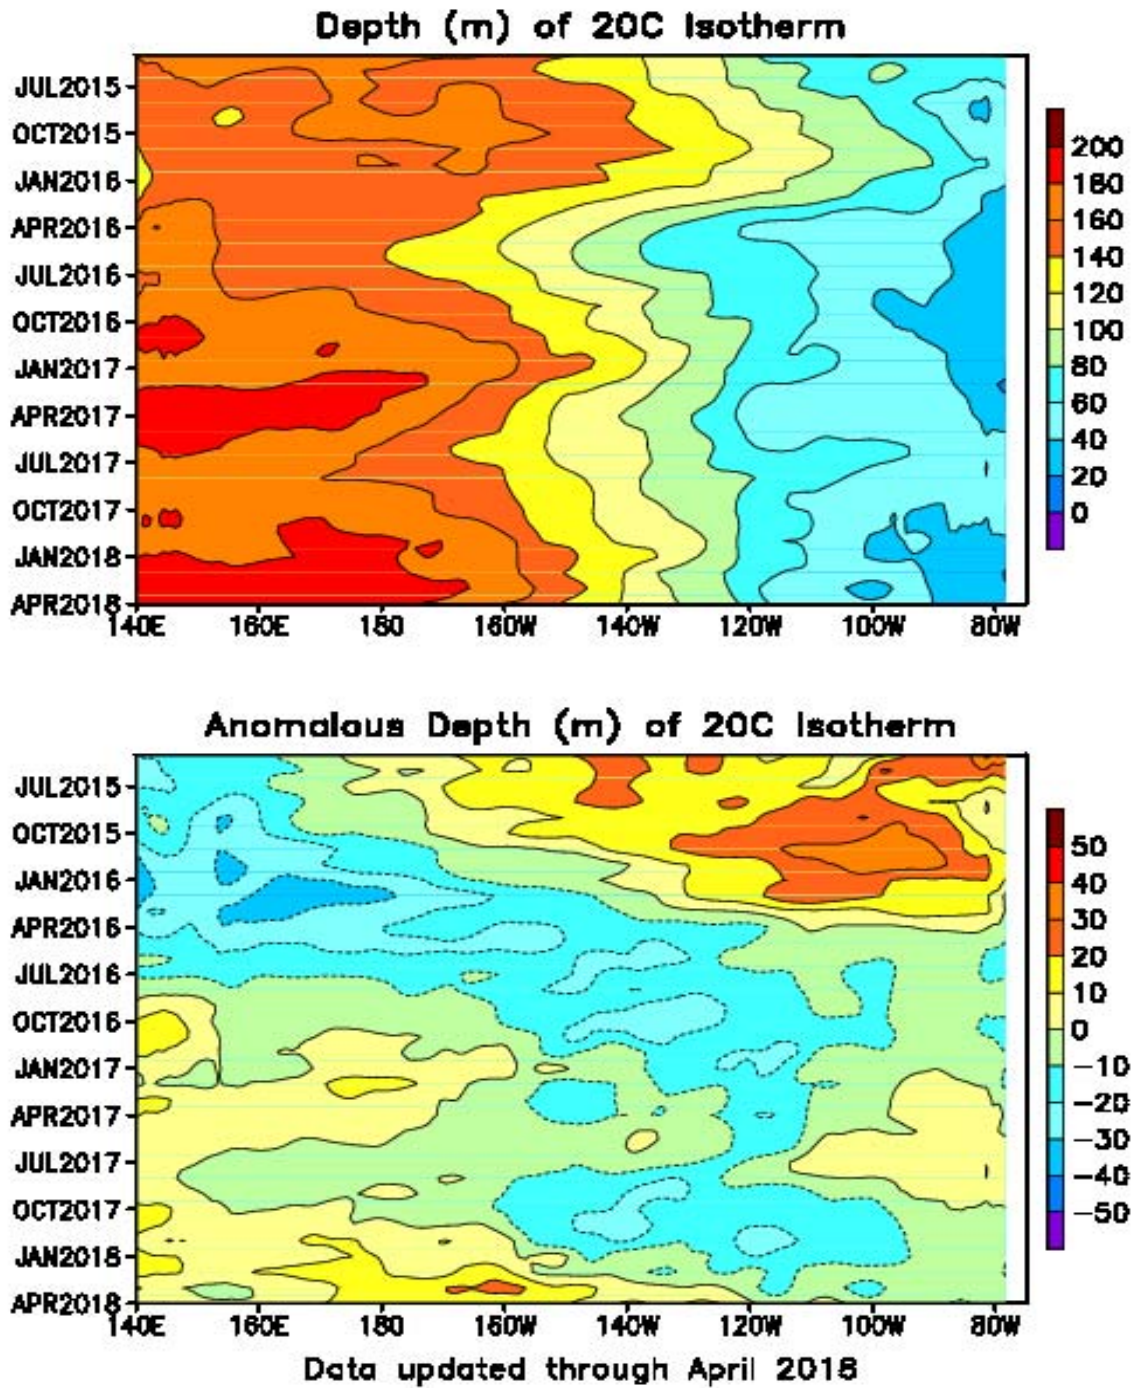 Depth (m) of 20C Isotherm
JUL2015
OCT2015
JAN2016
APR2016
JUL2016
OCT2016
JAN2017
APR2017
JUL2017
OCT2017
JAN2018
APR2018
140E 160E 180 160W 140W 120W 100W 80W
200
180
160
140
120
100
80
60
40
20
0
Anomalous Depth (m) of 20C Isotherm
JUL2015
OCT2015
JAN2016
APR2016
JUL2016
OCT2016
JAN2017
APR2017
JUL2017
OCT2017
JAN2018
APR2018
140E 160E 180 160W 140W 120W 100W 80W
50
40
30
20
10
0
-10
-20
-30
-40
-50
Data updated through April 2018